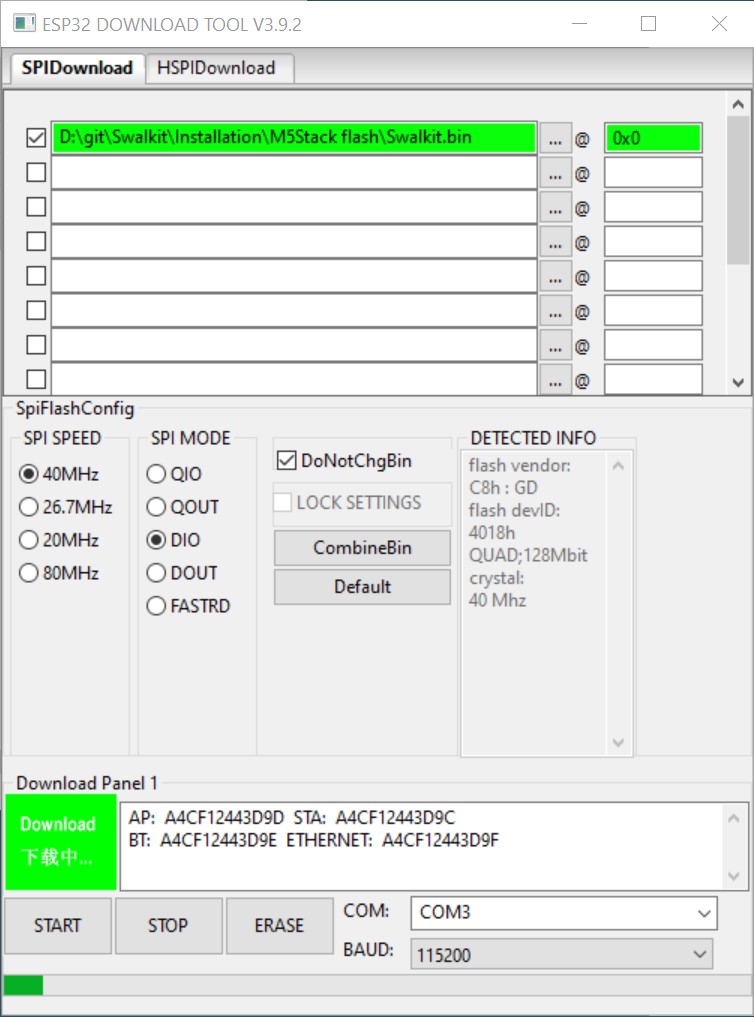 ESP32 DOWNLOAD TOOL V3.9.2
SPIDownload HSPIDownload
D:\git\Swalkit\Installation\M5Stack flash\Swalkit.bin ... @ 0x0
... @
... @
... @
... @
... @
... @
... @
SpiFlashConfig
SPI SPEED
40MHz
26.7MHz
20MHz
80MHz
SPI MODE
QIO
QOUT
DIO
DOUT
FASTRD
DoNotChgBin
LOCK SETTINGS
CombineBin
Default
DETECTED INFO
flash vendor:
C8h : GD
flash devID:
4018h
QUAD;128Mbit
crystal:
40 Mhz
Download Panel 1
Download
下载中...
AP: A4CF12443D9D STA: A4CF12443D9C
BT: A4CF12443D9E ETHERNET: A4CF12443D9F
START STOP ERASE
COM: COM3
BAUD: 115200